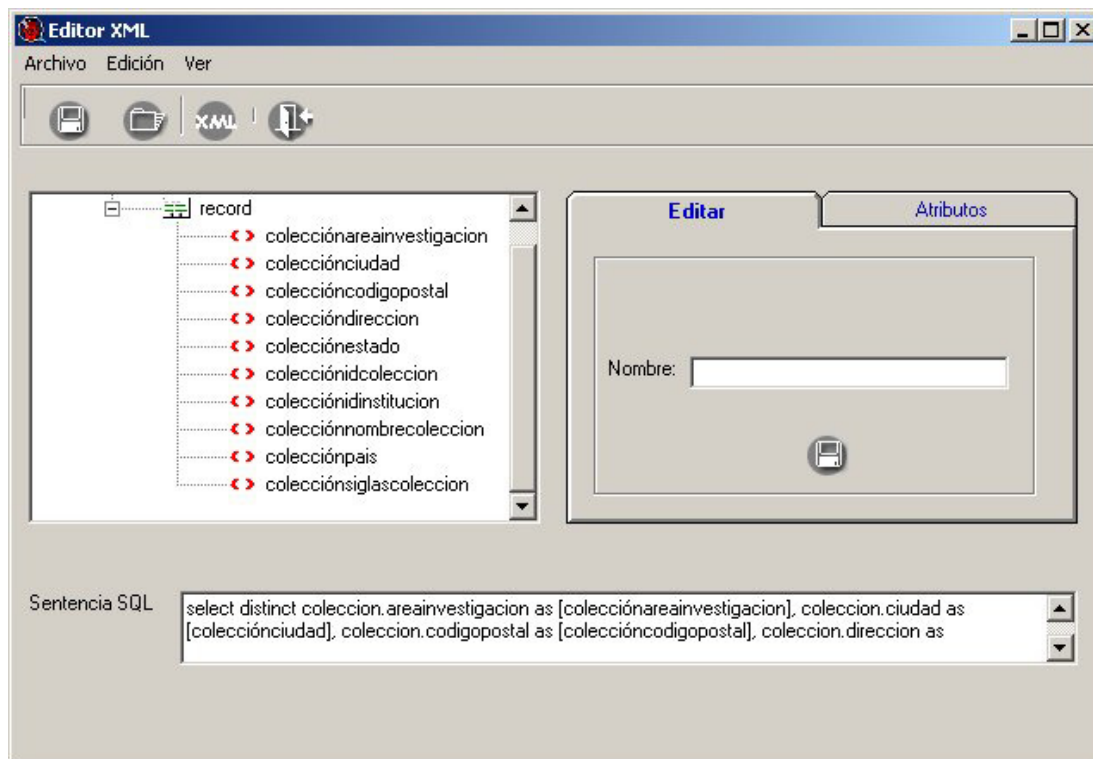 Editor XML
Archivo Edición Ver
XML
record
colecciónareainvestigacion
colecciónciudad
coleccióncodigopostal
coleccióndireccion
colecciónestado
colecciónidcoleccion
colecciónidinstitucion
colecciónnombrecoleccion
colecciónpais
colecciónsiglascoleccion
Editar Atributos
Nombre:
Sentencia SQL
select distinct coleccion.areainvestigacion as [coleccionareainvestigacion], coleccion.ciudad as
[colecciónciudad], coleccion.codigopostal as [coleccióncodigopostal], coleccion.direccion as